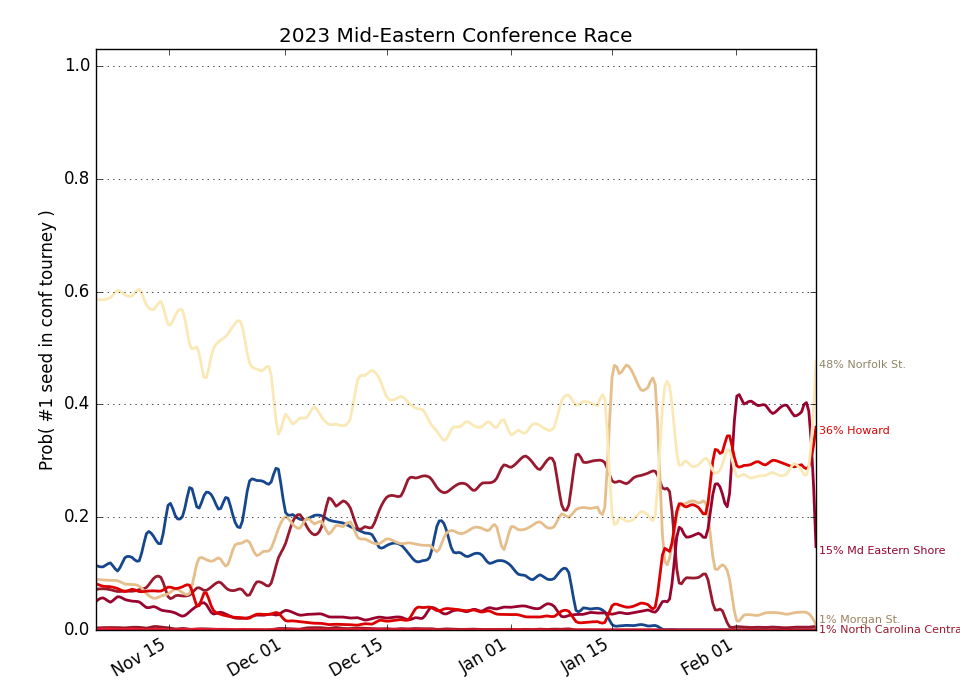 2023 Mid-Eastern Conference Race
Prob( #1 seed in conf tourney )
1.0
0.8
0.6
0.4
0.2
0.0
Nov 15
Dec 01
Dec 15
Jan 01
Jan 15
Feb 01
48% Norfolk St.
36% Howard
15% Md Eastern Shore
1% Morgan St.
1% North Carolina Centra